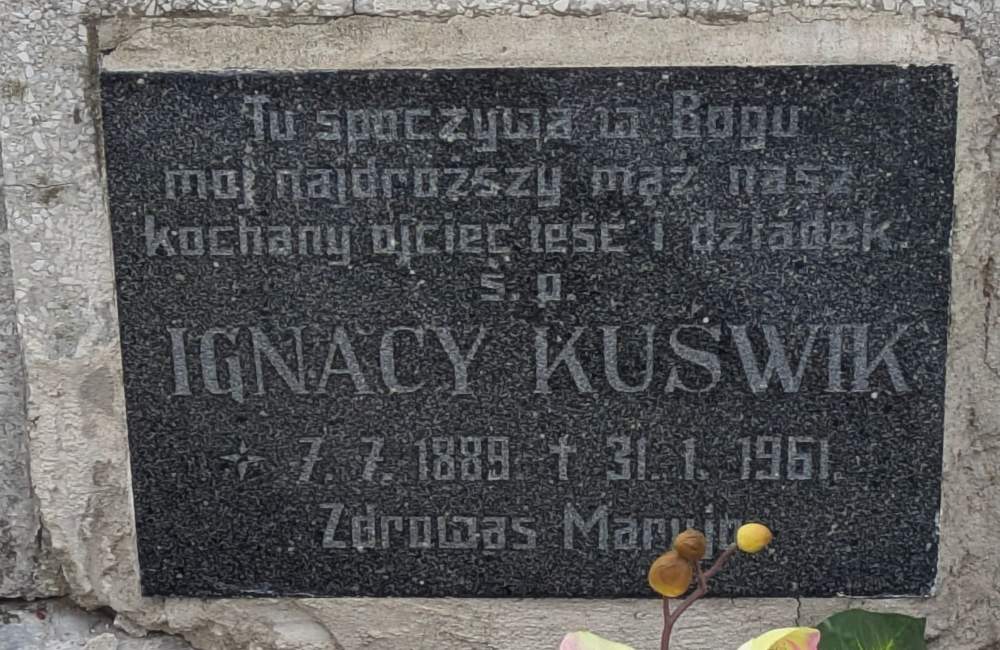 Tu spoczywa w Bogu
mój najdroższy mąż nasz
kochany ojciec teść i dziadek.
ś. p.
IGNACY KUŚWIK
7. 7. 1889. † 31. 1. 1961.
Zdrowaś Maryjo